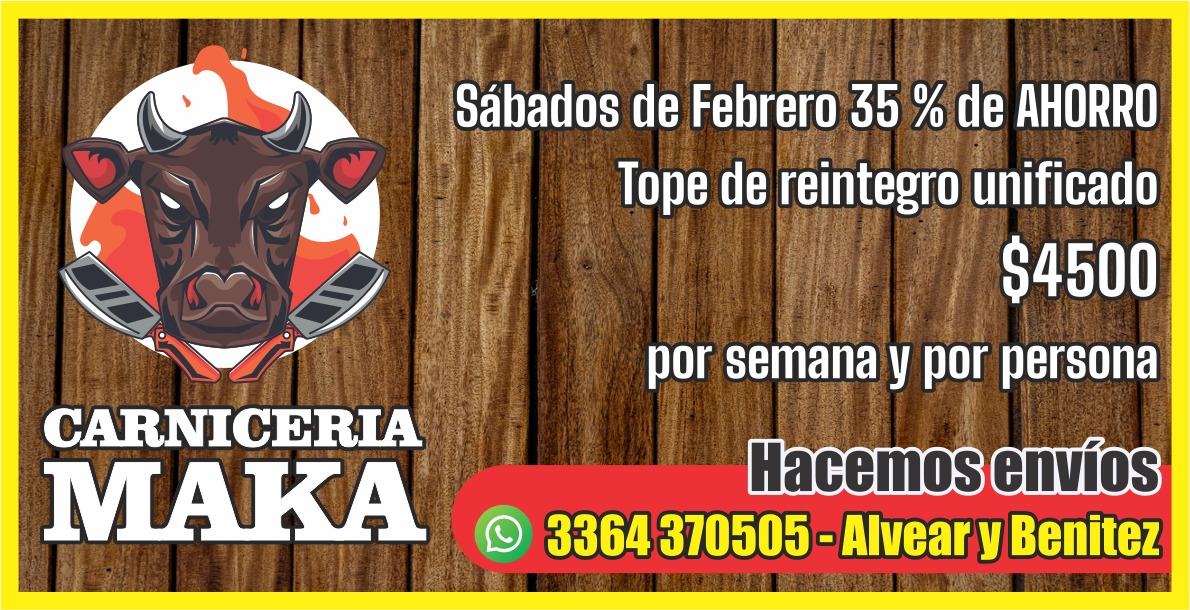 Sábados de Febrero 35 % de AHORRO
Tope de reintegro unificado
$4500
por semana y por persona
CARNICERIA
MAKA
Hacemos envíos
3364 370505 - Alvear y Benitez